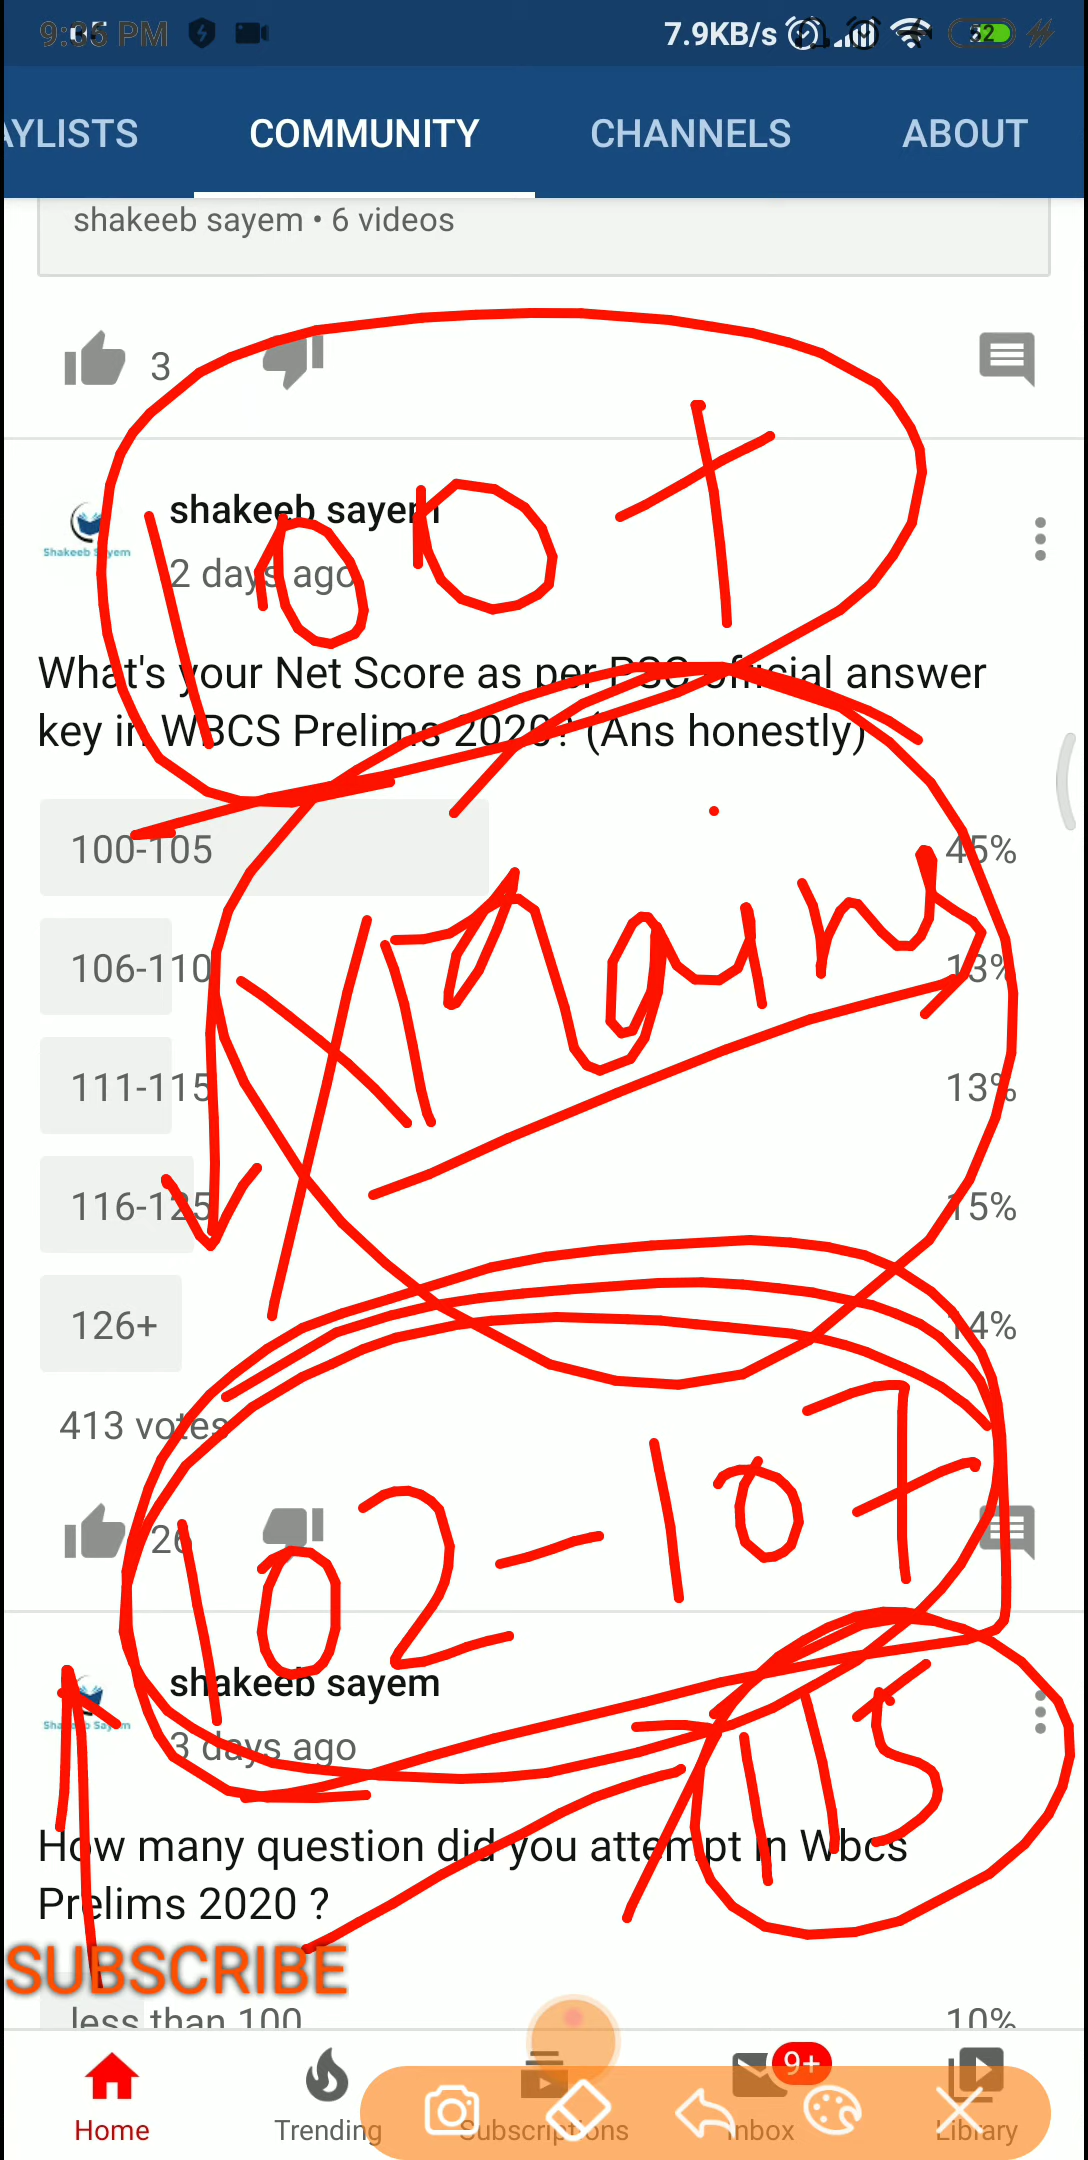 PM
7.9KB/s
52
AYLISTS COMMUNITY CHANNELS ABOUT
shakeeb sayem • 6 videos
3
100+
shakeeb sayem
2 days ago
What's your Net Score as per PSC official answer
key in WBCS Prelims 2020? (Ans honestly)
100-105 45%
106-110 13%
Mains
111-115 13%
116-125 15%
126+ 14%
413 votes
26
102-107
shakeeb sayem
3 days ago
115
How many question did you attempt in Wbcs
Prelims 2020 ?
SUBSCRIBE
less than 100 10%
9+
Home Trending Subscriptions Inbox Library